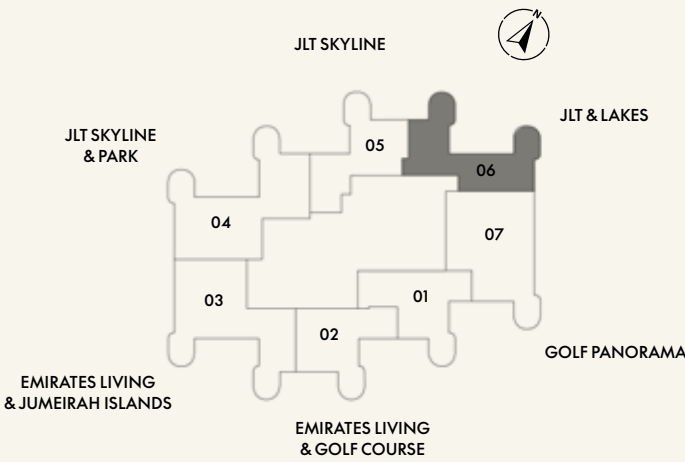 N
JLT SKYLINE
JLT & LAKES
JLT SKYLINE
& PARK
05
06
04
07
03
01
02
GOLF PANORAMA
EMIRATES LIVING
& JUMEIRAH ISLANDS
EMIRATES LIVING
& GOLF COURSE